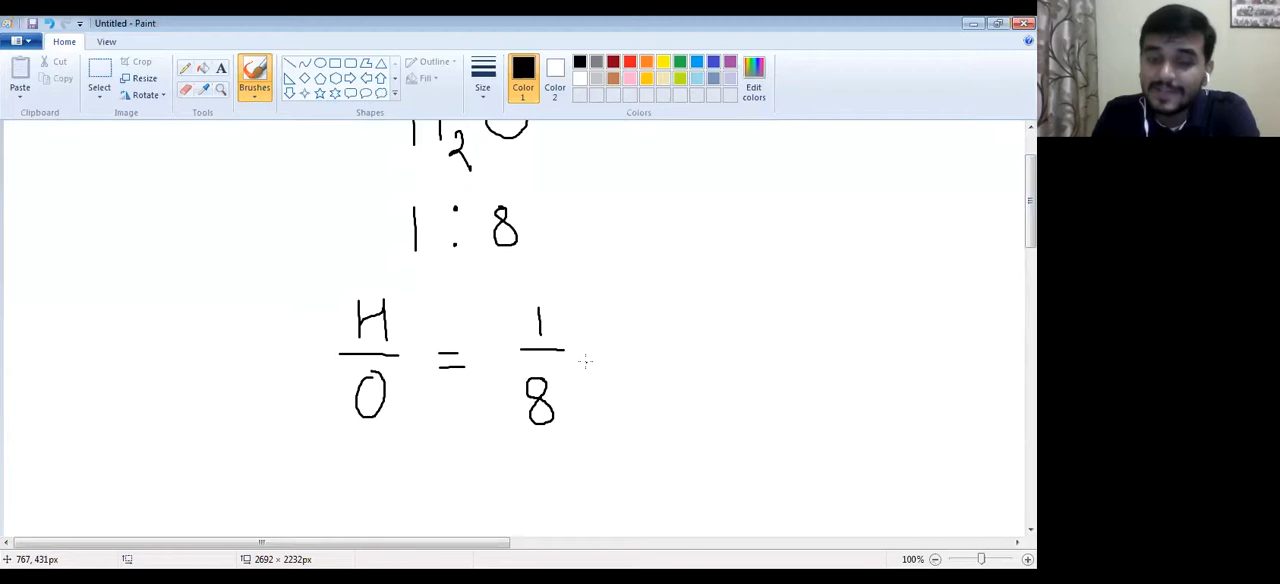 Untitled - Paint
Home View
Paste
Cut
Copy
Clipboard
Select
Crop
Resize
Rotate
Image
Tools
Brushes
Shapes
Outline
Fill
Size
Color 1
Color 2
Edit colors
Colors
H2O
1 : 8
H/O = 1/8
767, 431px
2692 × 2232px
100%